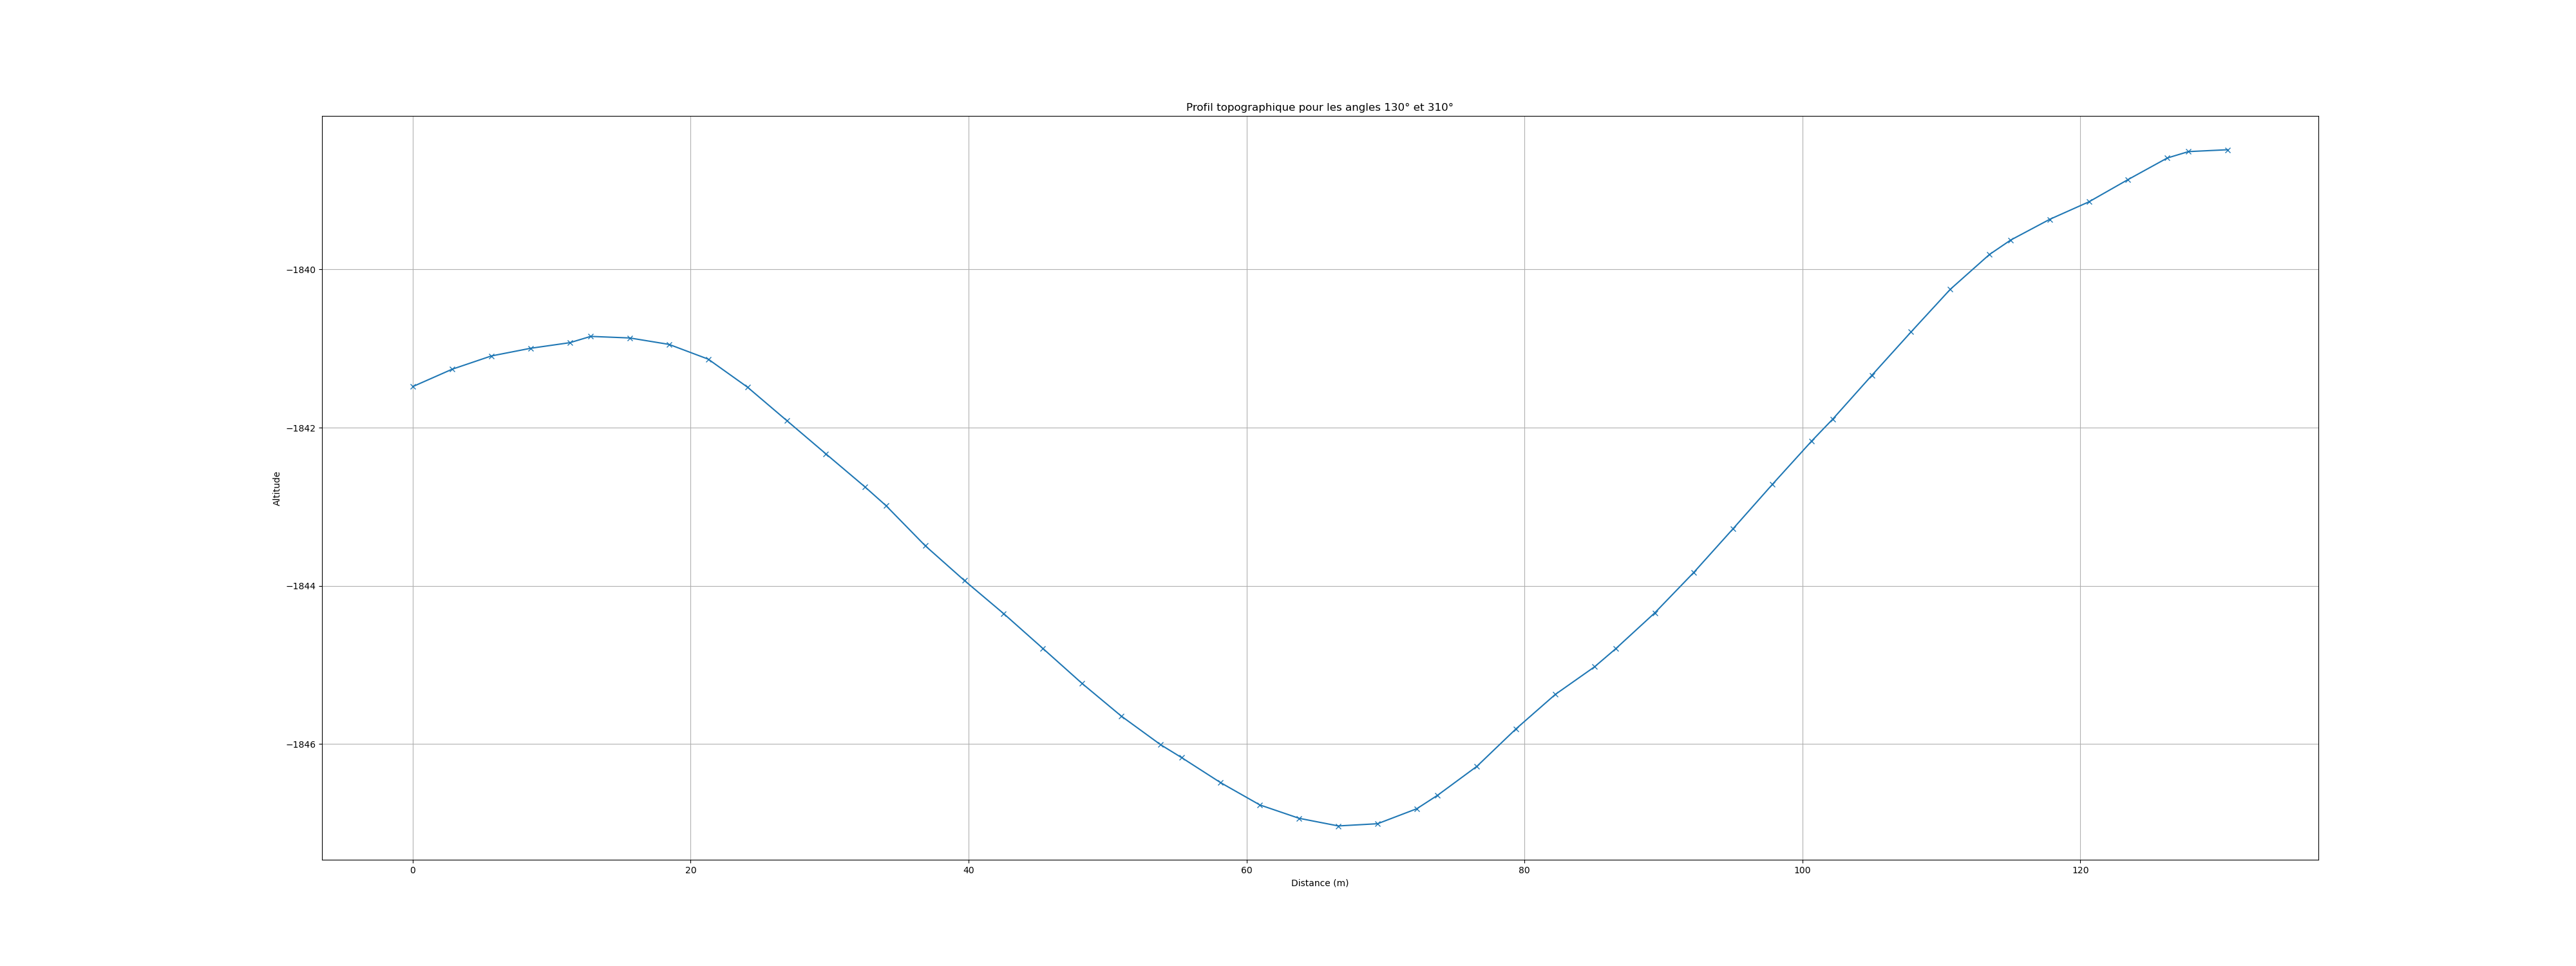 Profil topographique pour les angles 130° et 310°
Altitude
−1840
−1842
−1844
−1846
0 20 40 60 80 100 120
Distance (m)